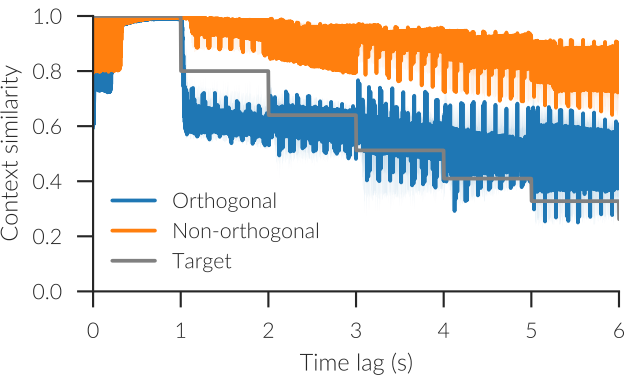 Context similarity
1.0
0.8
0.6
0.4
0.2
0.0
Orthogonal
Non-orthogonal
Target
0 1 2 3 4 5 6
Time lag (s)